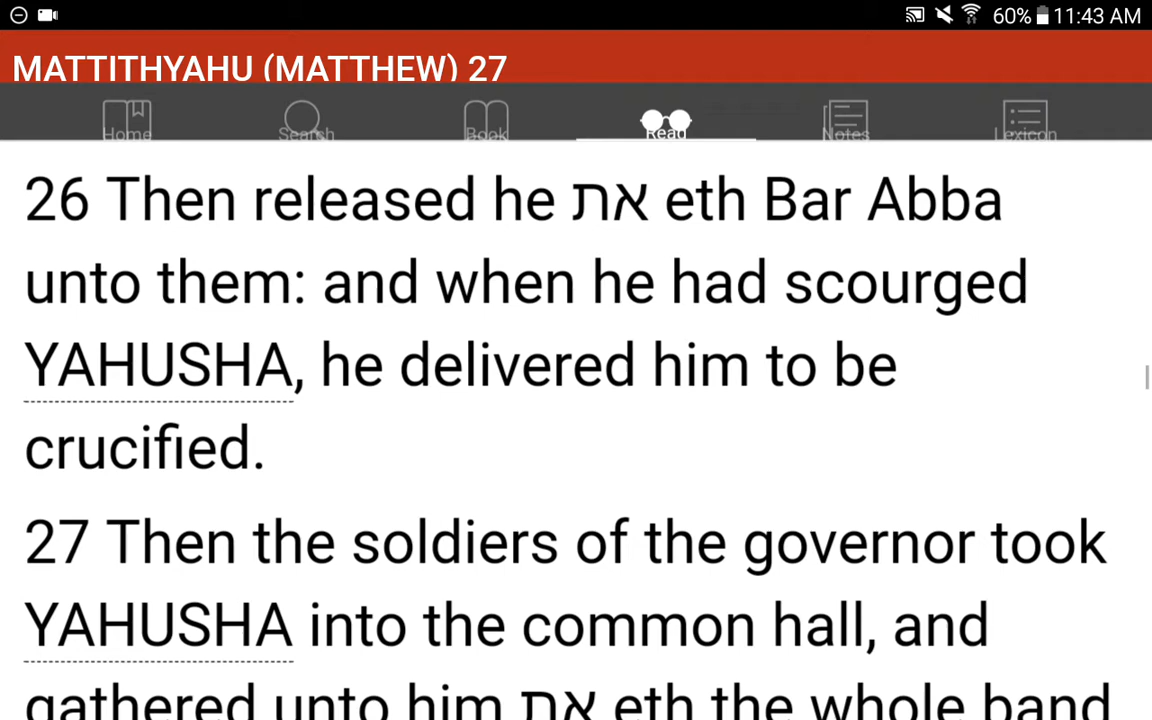 60% 11:43 AM
MATTITHYAHU (MATTHEW) 27
Home Search Book Read Notes Lexicon
26 Then released he את eth Bar Abba
unto them: and when he had scourged
YAHUSHA, he delivered him to be
crucified.
27 Then the soldiers of the governor took
YAHUSHA into the common hall, and
gathered unto him את eth the whole band